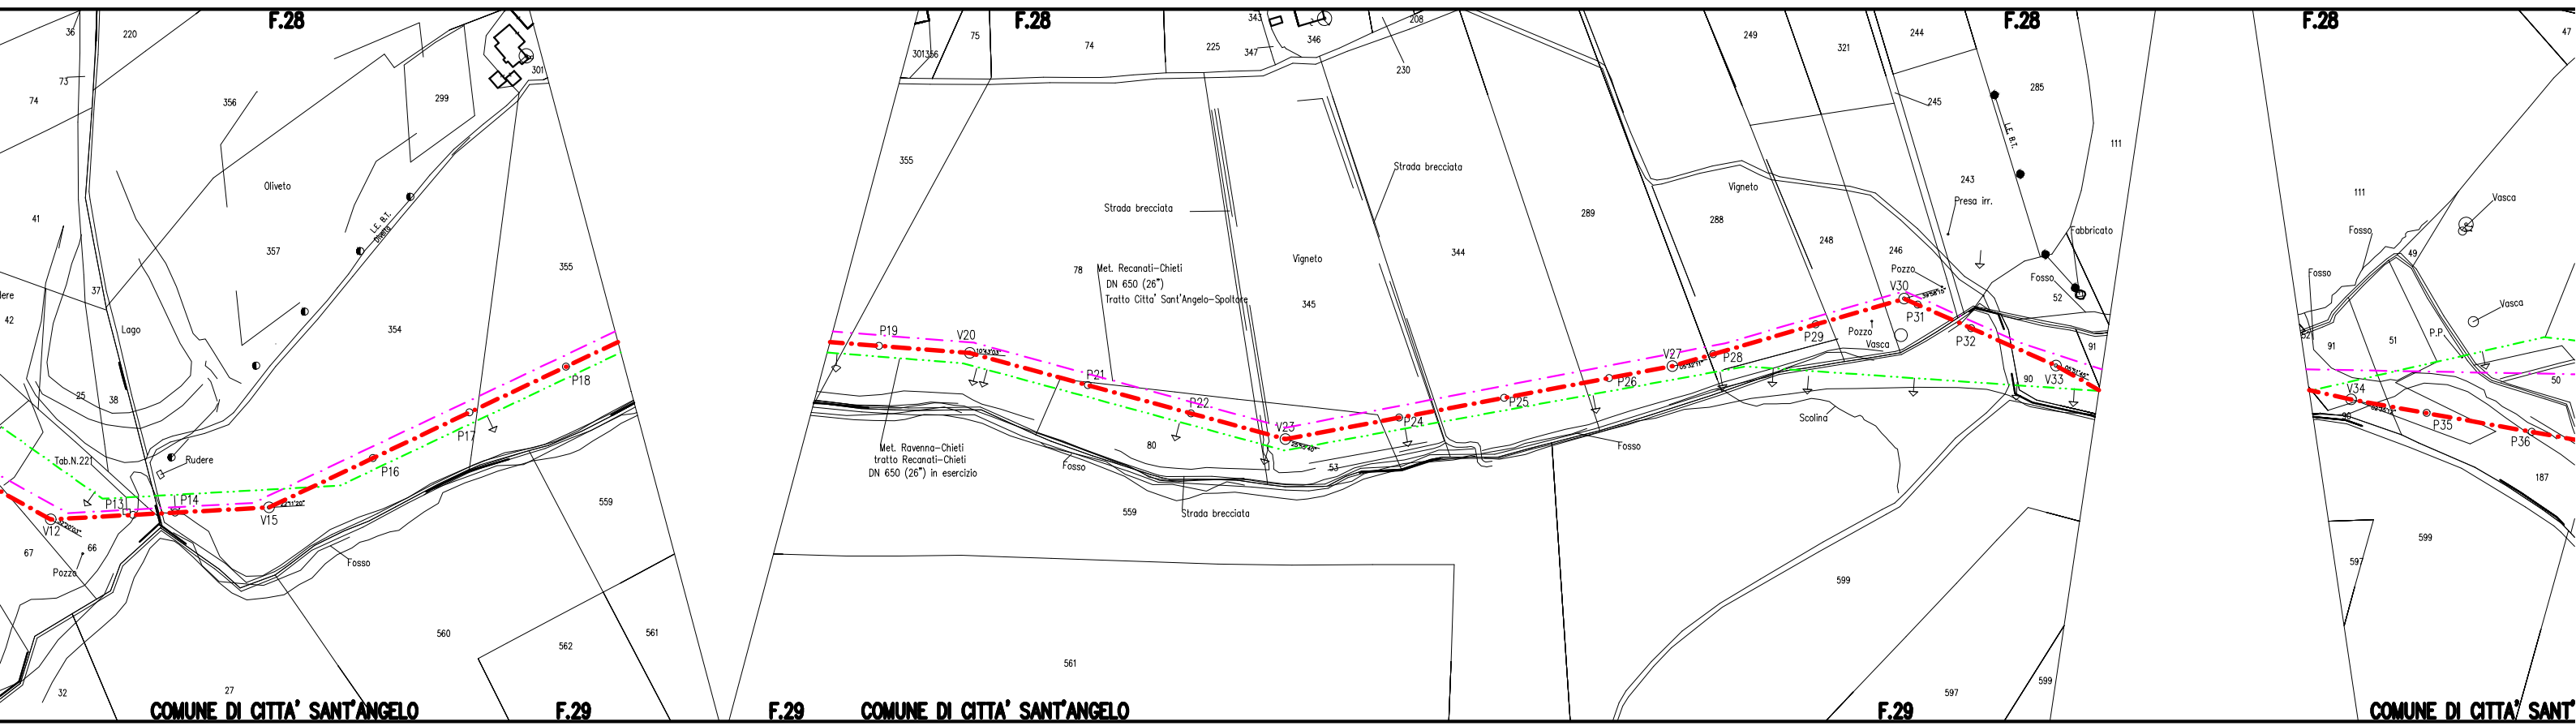 F.28
F.28
F.28
F.28
36
220
73
74
356
299
301
41
Oliveto
357
L.E. B.T.
Divelta
355
37
42
Lago
354
25
38
Tab.N.221
Rudere
P13
P14
V12
V15
P16
P17
P18
67
66
Pozzo
Fosso
559
560
562
561
32
27
COMUNE DI CITTA' SANT'ANGELO
F.29
301
356
75
74
225
343
347
346
208
230
249
321
244
245
285
111
355
Strada brecciata
Strada brecciata
Vigneto
289
288
Vigneto
243
Presa irr.
L.E. B.T.
Fabbricato
248
246
Pozzo
Fosso
52
78
Met. Recanati-Chieti
DN 650 (26")
Tratto Citta' Sant'Angelo-Spoltore
Vigneto
345
344
P19
V20
P21
P22
V23
P24
P25
P26
V27
P28
P29
V30
P31
P32
V33
Pozzo
Vasca
91
90
Met. Ravenna-Chieti
tratto Recanati-Chieti
DN 650 (26") in esercizio
Fosso
80
53
Fosso
Scolina
Strada brecciata
559
561
599
597
599
F.29
COMUNE DI CITTA' SANT'ANGELO
F.29
47
111
Vasca
Fosso
49
Fosso
Vasca
P.P.
91
51
50
V34
90
P35
P36
187
599
597
COMUNE DI CITTA' SANT